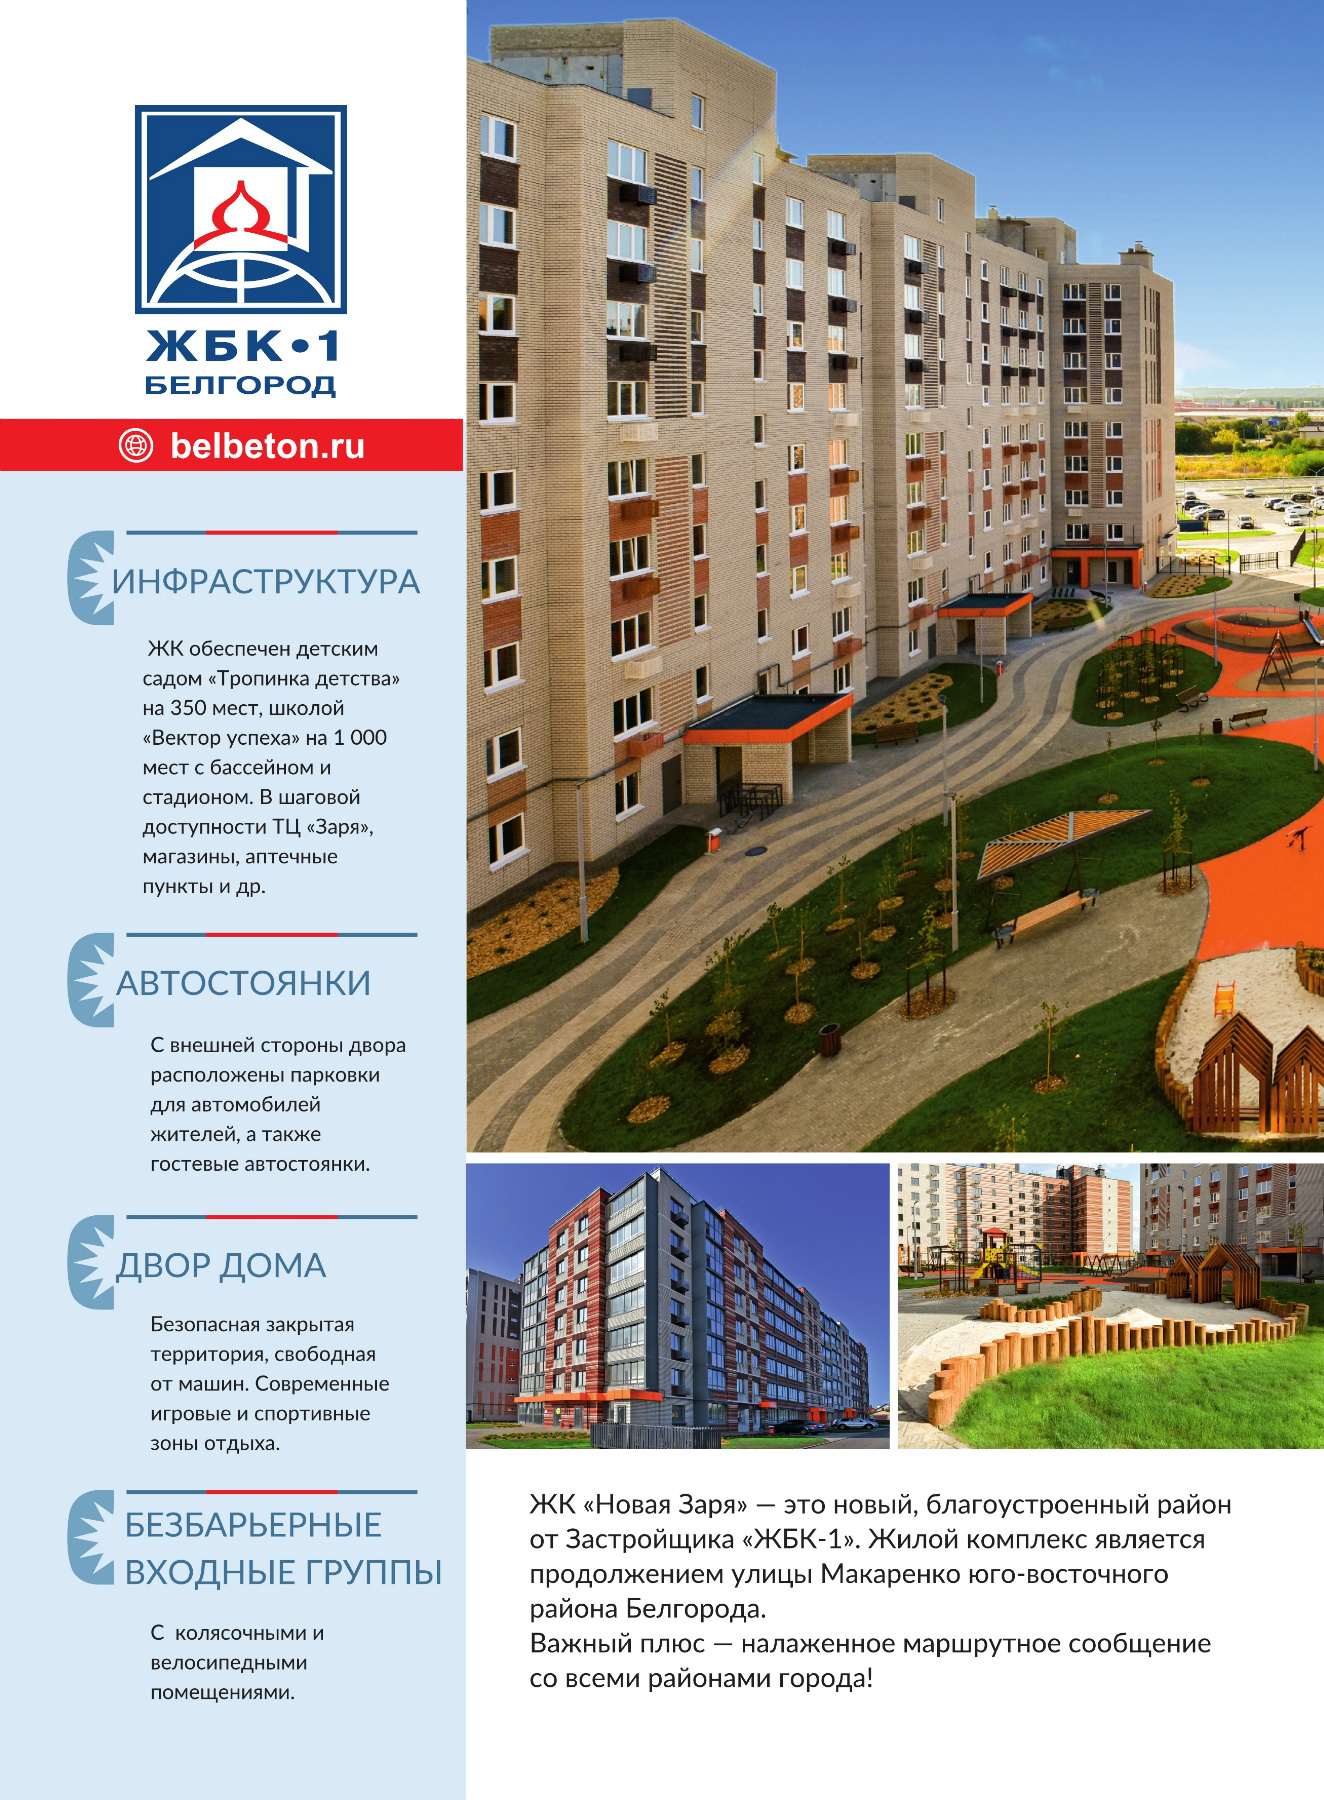 ЖБК•1
БЕЛГОРОД
belbeton.ru
ИНФРАСТРУКТУРА
ЖК обеспечен детским
садом «Тропинка детства»
на 350 мест, школой
«Вектор успеха» на 1 000
мест с бассейном и
стадионом. В шаговой
доступности ТЦ «Заря»,
магазины, аптечные
пункты и др.
АВТОСТОЯНКИ
С внешней стороны двора
расположены парковки
для автомобилей
жителей, а также
гостевые автостоянки.
ДВОР ДОМА
Безопасная закрытая
территория, свободная
от машин. Современные
игровые и спортивные
зоны отдыха.
БЕЗБАРЬЕРНЫЕ
ВХОДНЫЕ ГРУППЫ
С  колясочными и
велосипедными
помещениями.
ЖК «Новая Заря» — это новый, благоустроенный район
от Застройщика «ЖБК-1». Жилой комплекс является
продолжением улицы Макаренко юго-восточного
района Белгорода.
Важный плюс — налаженное маршрутное сообщение
со всеми районами города!